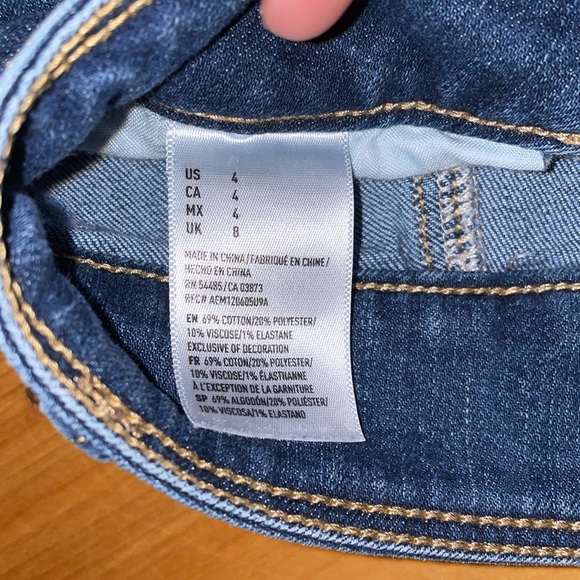 US 4
CA 4
MX 4
UK 8
MADE IN CHINA/FABRIQUÉ EN CHINE/
HECHO EN CHINA
RN 54485/CA 03873
RFC# AEM120605U9A
EN 69% COTTON/20% POLYESTER/
10% VISCOSE/1% ELASTANE
EXCLUSIVE OF DECORATION
FR 69% COTON/20% POLYESTER/
10% VISCOSE/1% ÉLASTHANNE
À L'EXCEPTION DE LA GARNITURE
SP 69% ALGODÓN/20% POLIÉSTER/
10% VISCOSA/1% ELASTANO